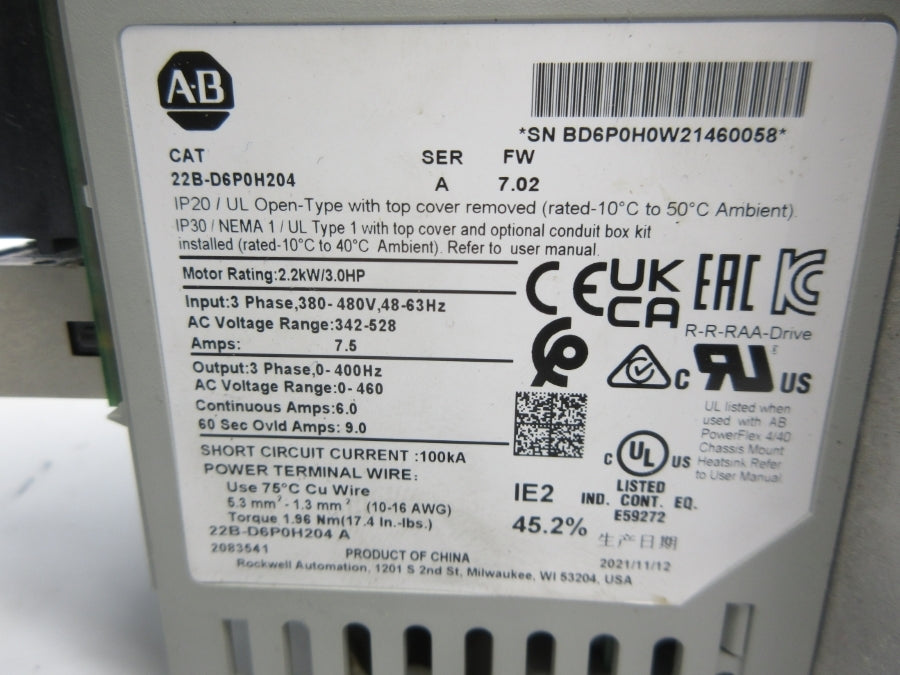 A-B
*SN BD6P0H0W21460058*
CAT SER FW
22B-D6P0H204 A 7.02
IP20 / UL Open-Type with top cover removed (rated-10°C to 50°C Ambient).
IP30 / NEMA 1 / UL Type 1 with top cover and optional conduit box kit
installed (rated-10°C to 40°C Ambient). Refer to user manual.
Motor Rating:2.2kW/3.0HP
Input:3 Phase,380-480V,48-63Hz
AC Voltage Range:342-528
Amps: 7.5
Output:3 Phase,0-400Hz
AC Voltage Range:0-460
Continuous Amps:6.0
60 Sec Ovld Amps: 9.0
SHORT CIRCUIT CURRENT :100kA
POWER TERMINAL WIRE:
Use 75°C Cu Wire
5.3 mm² - 1.3 mm² (10-16 AWG)
Torque 1.96 Nm(17.4 In.-lbs.)
22B-D6P0H204 A
2083541
PRODUCT OF CHINA
Rockwell Automation, 1201 S 2nd St, Milwaukee, WI 53204, USA
CE UK CA EAC KC
R-R-RAA-Drive
C RU US
UL listed when
used with AB
PowerFlex 4/40
Chassis Mount
Heatsink Refer
to User Manual
C UL US
LISTED
IND. CONT. EQ.
E59272
IE2
45.2%
生产日期
2021/11/12